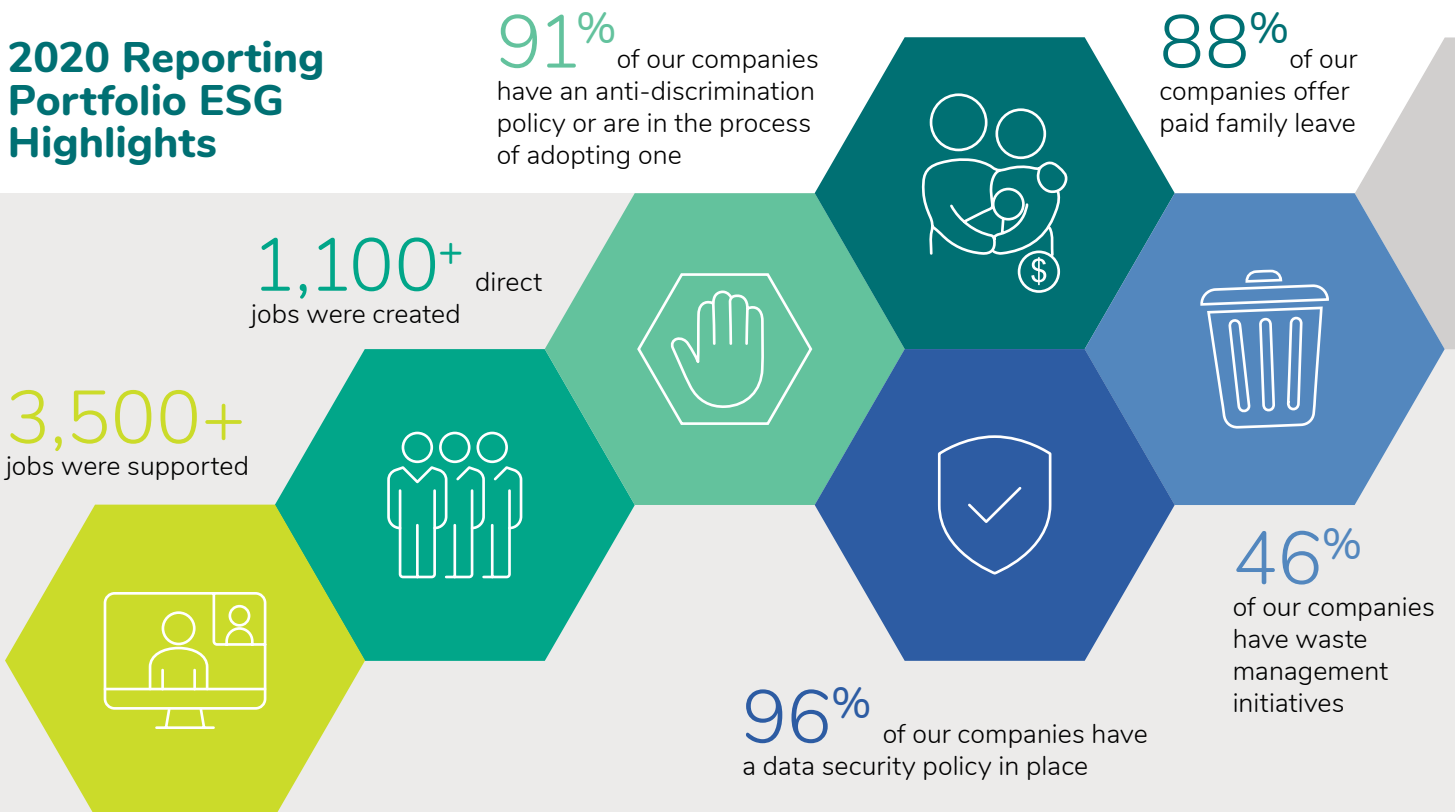 2020 Reporting
Portfolio ESG
Highlights
91% of our companies
have an anti-discrimination
policy or are in the process
of adopting one
88% of our
companies offer
paid family leave
1,100+ direct
jobs were created
3,500+
jobs were supported
$
46%
of our companies
have waste
management
initiatives
96% of our companies have
a data security policy in place